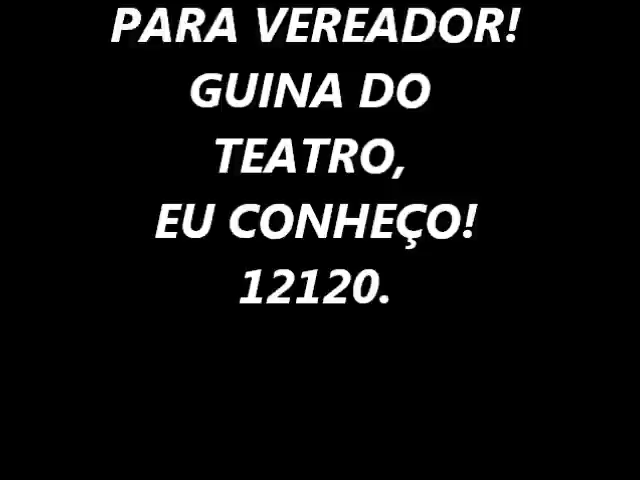 PARA VEREADOR!
GUINA DO
TEATRO,
EU CONHEÇO!
12120.